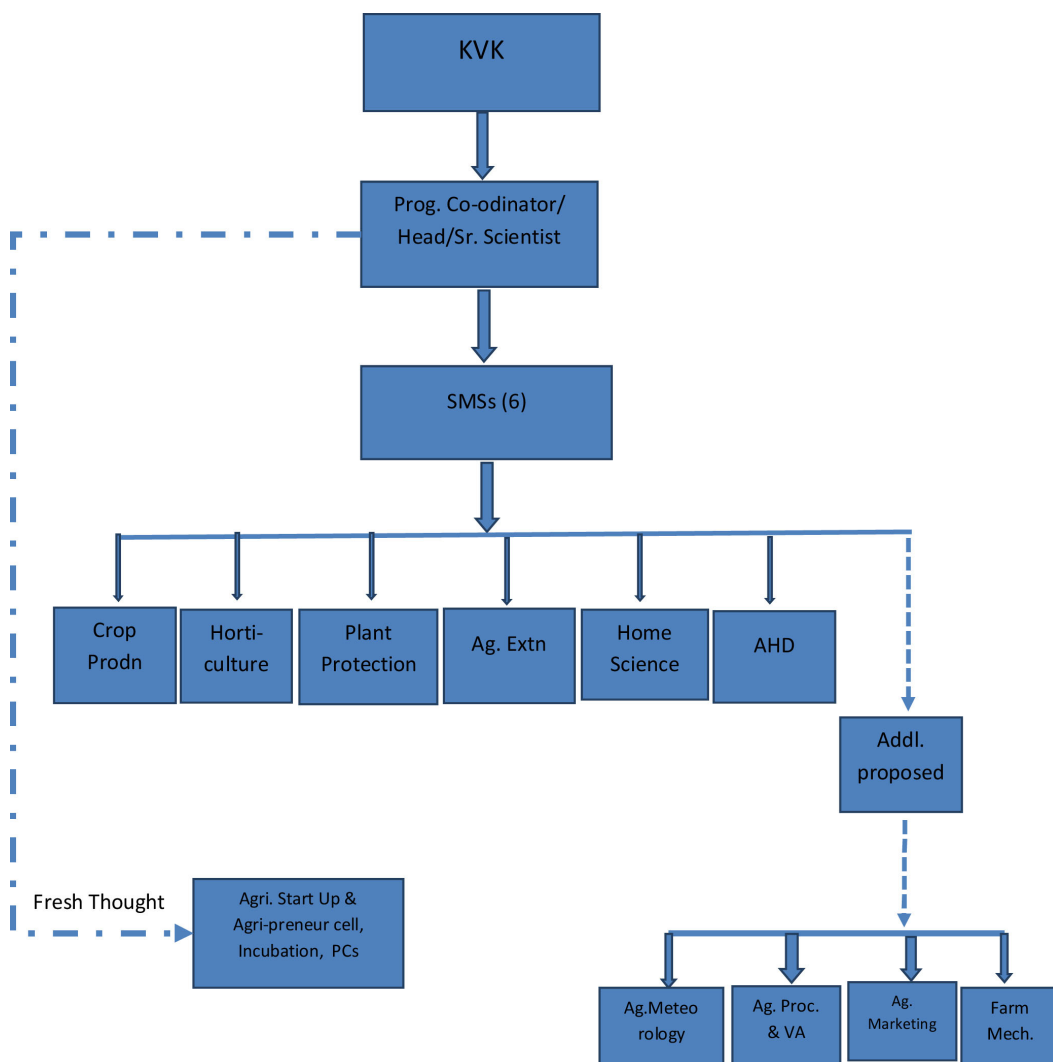 KVK
Prog. Co-odinator/
Head/Sr. Scientist
SMSs (6)
Crop
Prodn
Horti-
culture
Plant
Protection
Ag. Extn
Home
Science
AHD
Addl.
proposed
Fresh Thought
Agri. Start Up &
Agri-preneur cell,
Incubation, PCs
Ag.Meteo
rology
Ag. Proc.
& VA
Ag.
Marketing
Farm
Mech.